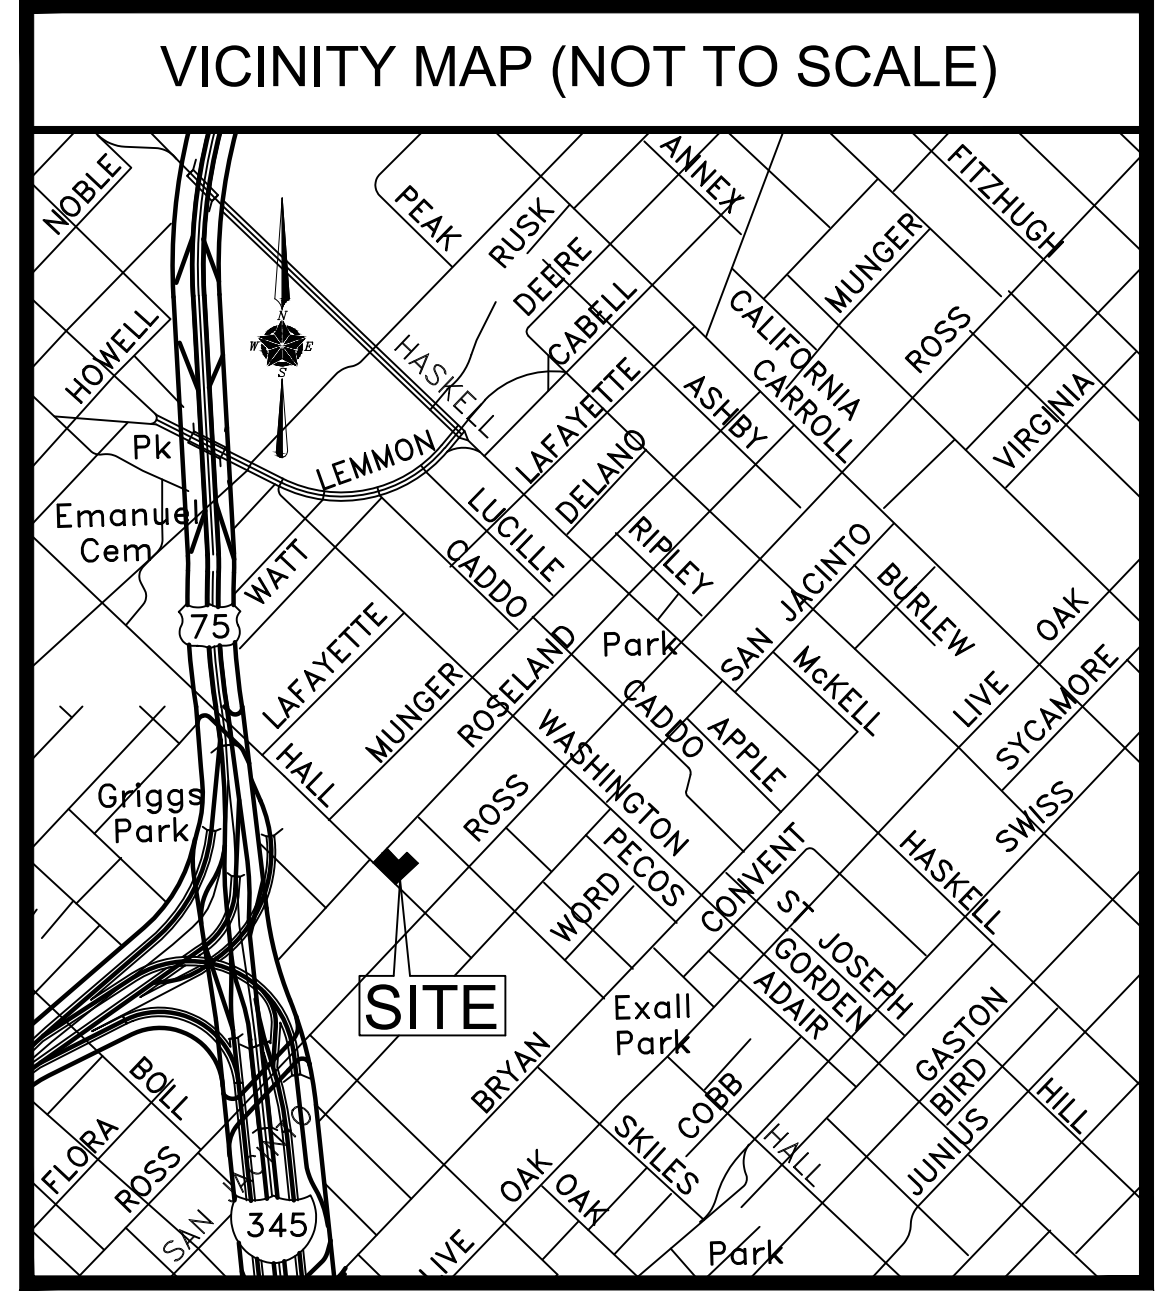 VICINITY MAP (NOT TO SCALE)
NOBLE
PEAK
RUSK
ANNEX
FITZHUGH
DEERE
MUNGER
CABELL
CALIFORNIA
ROSS
HOWELL
N
W
E
S
HASKELL
CARROLL
LAFAYETTE
ASHBY
VIRGINIA
Pk
LEMMON
DELANO
Emanuel
Cem
LUCILLE
CADDO
RIPLEY
SAN JACINTO
BURLEW
WATT
75
LAFAYETTE
MUNGER
ROSELAND
Park
McKELL
LIVE OAK
SYCAMORE
CADDO
APPLE
WASHINGTON
HALL
Griggs
Park
ROSS
PECOS
WORD
CONVENT
SWISS
HASKELL
ST JOSEPH
GORDEN
ADAIR
SITE
Exall
Park
BRYAN
GASTON
BIRD
HILL
JUNIUS
BOLL
FLORA
ROSS
SAN JACINTO
345
COBB
SKILES
HALL
OAK
LIVE OAK
Park